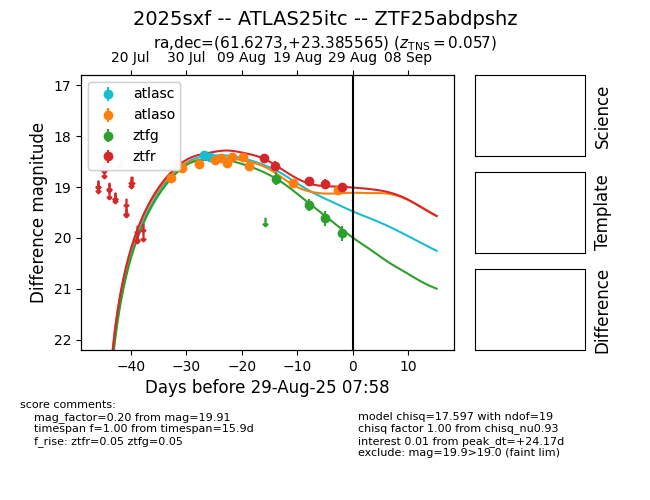 2025sxf -- ATLAS25itc -- ZTF25abdpshz
ra,dec=(61.6273,+23.385565) (z_TNS = 0.057)
20 Jul 30 Jul 09 Aug 19 Aug 29 Aug 08 Sep
17
18
19
20
21
22
Difference magnitude
atlasc
atlaso
ztfg
ztfr
−40 −30 −20 −10 0 10
Days before 29-Aug-25 07:58
Science
Template
Difference
score comments:
mag_factor=0.20 from mag=19.91
timespan f=1.00 from timespan=15.9d
f_rise: ztfr=0.05 ztfg=0.05
model chisq=17.597 with ndof=19
chisq factor 1.00 from chisq_nu0.93
interest 0.01 from peak_dt=+24.17d
exclude: mag=19.9>19.0 (faint lim)